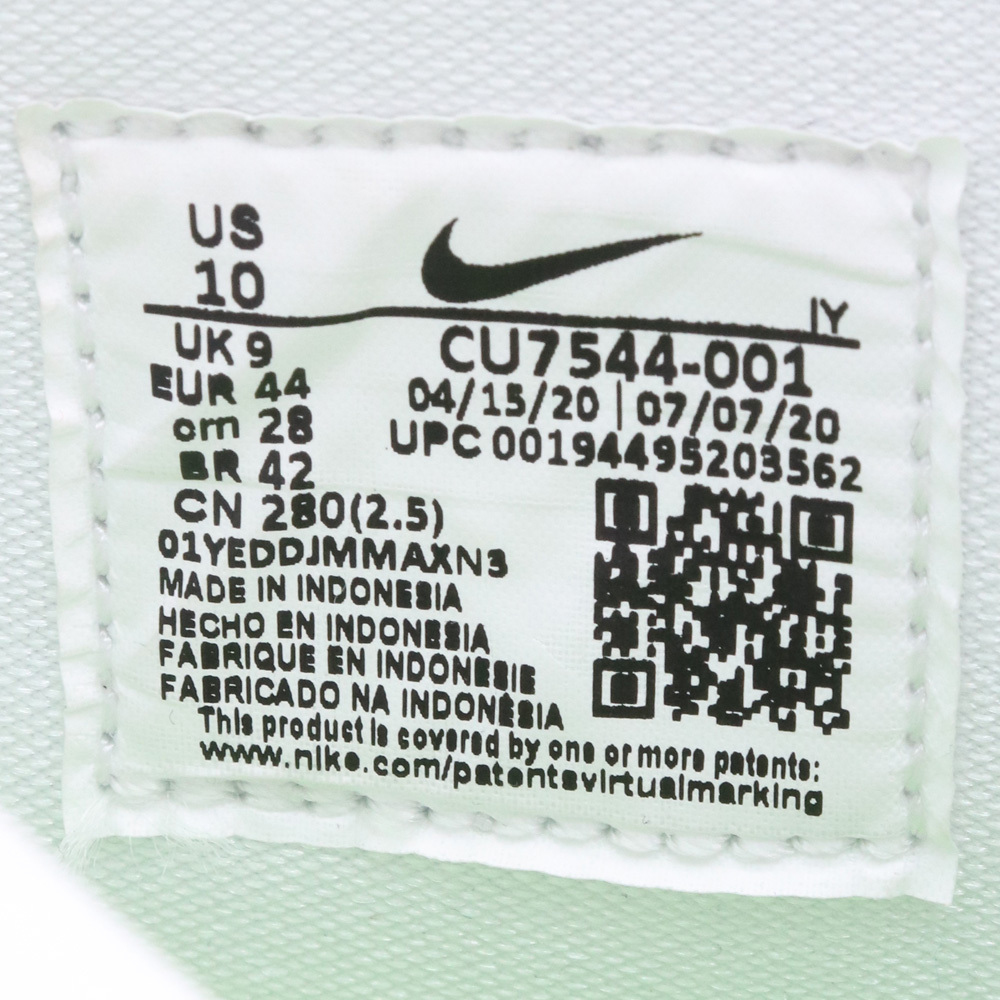 US
10
IY
UK 9
EUR 44
cm 28
BR 42
CN 280(2.5)
CU7544-001
04/15/20 | 07/07/20
UPC 00194495203562
01YEDDJMMAXN3
MADE IN INDONESIA
HECHO EN INDONESIA
FABRIQUE EN INDONESIE
FABRICADO NA INDONÉSIA
This product is covered by one or more patents:
www.nike.com/patentsvirtualmarking